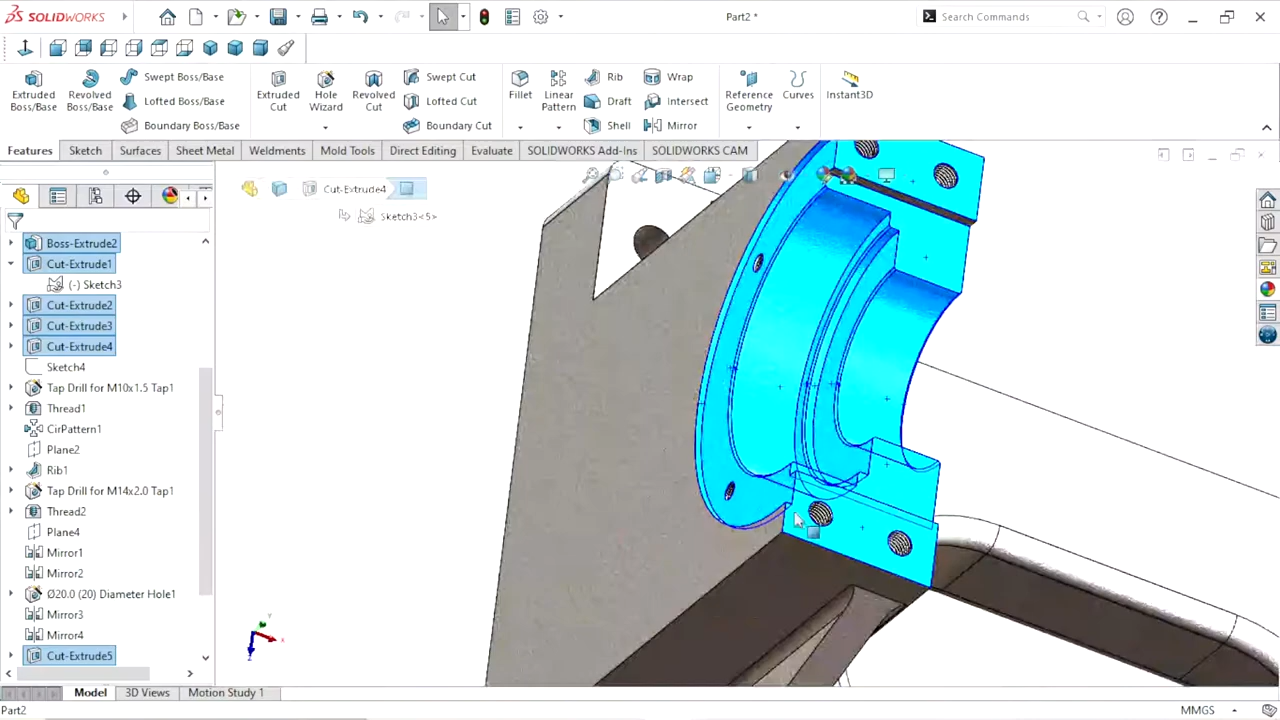 SOLIDWORKS
Part2 *
Search Commands
Extruded Boss/Base
Revolved Boss/Base
Swept Boss/Base
Lofted Boss/Base
Boundary Boss/Base
Extruded Cut
Hole Wizard
Revolved Cut
Swept Cut
Lofted Cut
Boundary Cut
Fillet
Linear Pattern
Rib
Draft
Shell
Wrap
Intersect
Mirror
Reference Geometry
Curves
Instant3D
Features
Sketch
Surfaces
Sheet Metal
Weldments
Mold Tools
Direct Editing
Evaluate
SOLIDWORKS Add-Ins
SOLIDWORKS CAM
Cut-Extrude4
Sketch3<5>
Boss-Extrude2
Cut-Extrude1
(-) Sketch3
Cut-Extrude2
Cut-Extrude3
Cut-Extrude4
Sketch4
Tap Drill for M10x1.5 Tap1
Thread1
CirPattern1
Plane2
Rib1
Tap Drill for M14x2.0 Tap1
Thread2
Plane4
Mirror1
Mirror2
Ø20.0 (20) Diameter Hole1
Mirror3
Mirror4
Cut-Extrude5
Y
X
Z
Model
3D Views
Motion Study 1
Part2
MMGS